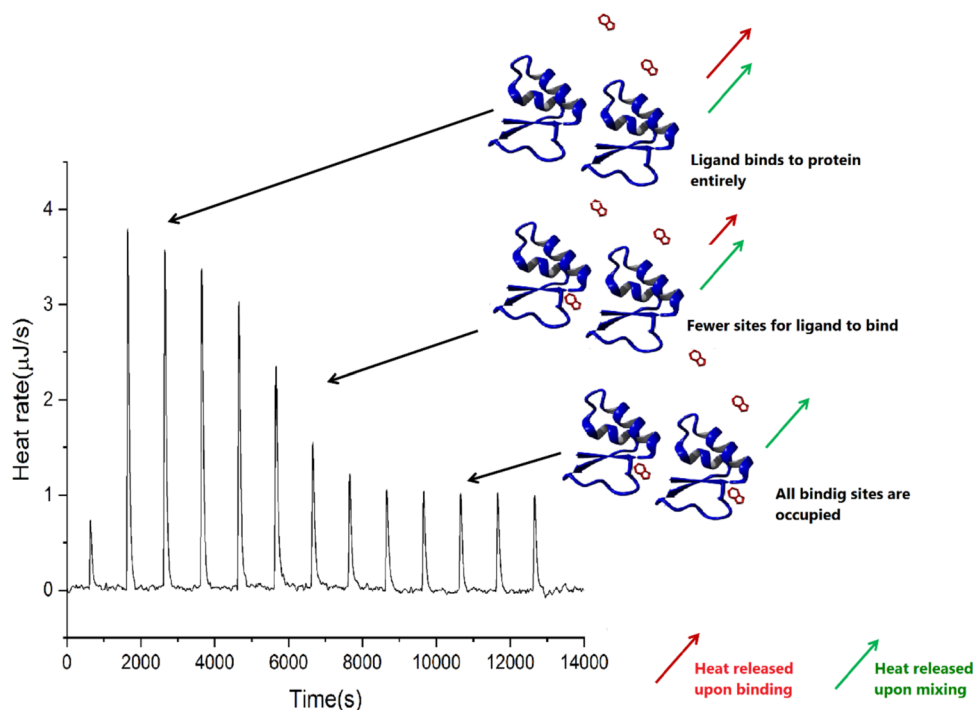 Ligand binds to protein
entirely
Fewer sites for ligand to bind
All bindig sites are
occupied
Heat rate(µJ/s)
4
3
2
1
0
0 2000 4000 6000 8000 10000 12000 14000
Time(s)
Heat released
upon binding
Heat released
upon mixing